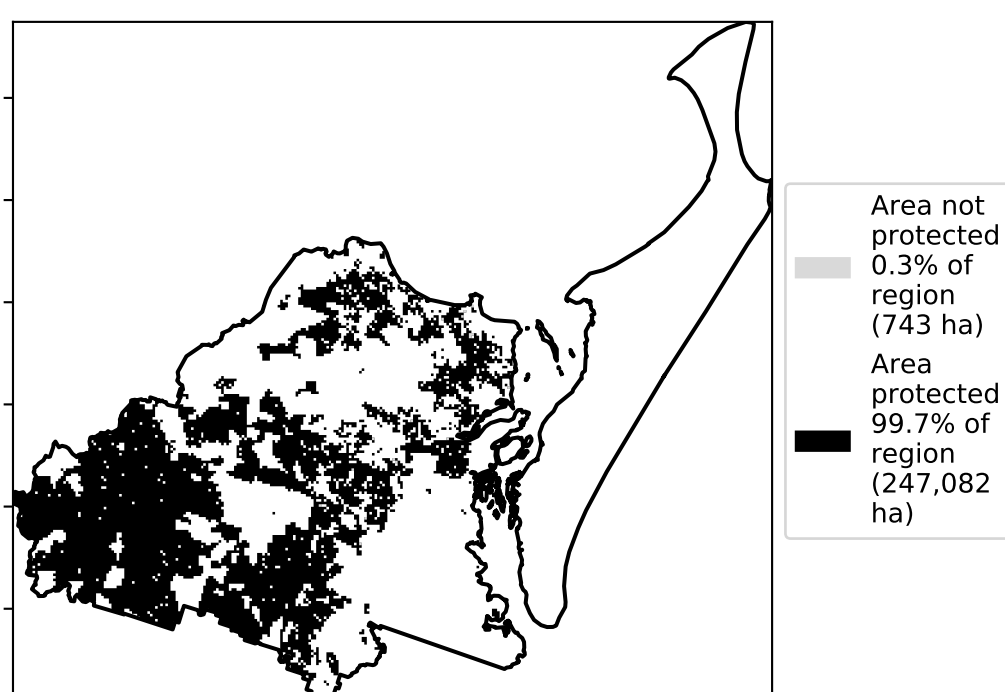 Area not
protected
0.3% of
region
(743 ha)
Area
protected
99.7% of
region
(247,082
ha)